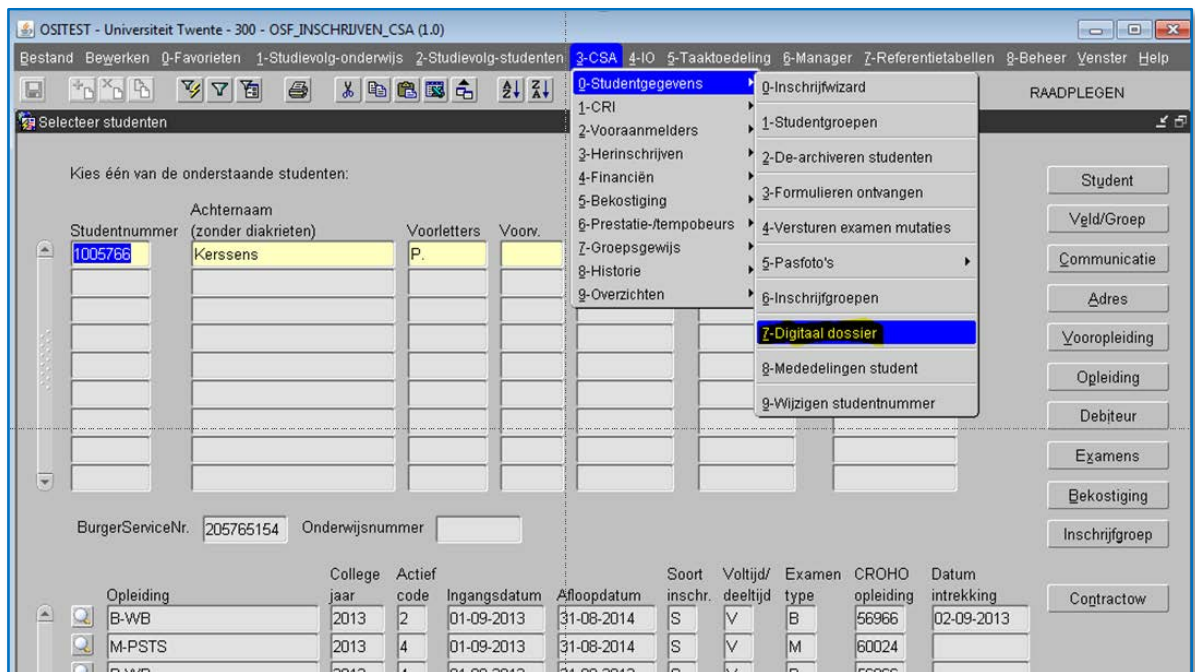 OSITEST - Universiteit Twente - 300 - OSF_INSCHRIJVEN_CSA (1.0)
Bestand Bewerken 0-Favorieten 1-Studievolg-onderwijs 2-Studievolg-studenten 3-CSA 4-IO 5-Taaktoedeling 6-Manager 7-Referentietabellen 8-Beheer Venster Help
RAADPLEGEN
Selecteer studenten
0-Studentgegevens
1-CRI
2-Vooraanmelders
3-Herinschrijven
4-Financiën
5-Bekostiging
6-Prestatie-/tempobeurs
7-Groepsgewijs
8-Historie
9-Overzichten
0-Inschrijfwizard
1-Studentgroepen
2-De-archiveren studenten
3-Formulieren ontvangen
4-Versturen examen mutaties
5-Pasfoto's
6-Inschrijfgroepen
7-Digitaal dossier
8-Mededelingen student
9-Wijzigen studentnummer
Kies één van de onderstaande studenten:
Achternaam
Studentnummer (zonder diakrieten) Voorletters Voorv.
1005766 Kerssens P.
Student
Veld/Groep
Communicatie
Adres
Vooropleiding
Opleiding
Debiteur
Examens
Bekostiging
Inschrijfgroep
Contractow
BurgerServiceNr. 205765154 Onderwijsnummer
College Actief Soort Voltijd/ Examen CROHO Datum
Opleiding jaar code Ingangsdatum Afloopdatum inschr. deeltijd type opleiding intrekking
B-WB 2013 2 01-09-2013 31-08-2014 S V B 56966 02-09-2013
M-PSTS 2013 4 01-09-2013 31-08-2014 S V M 60024